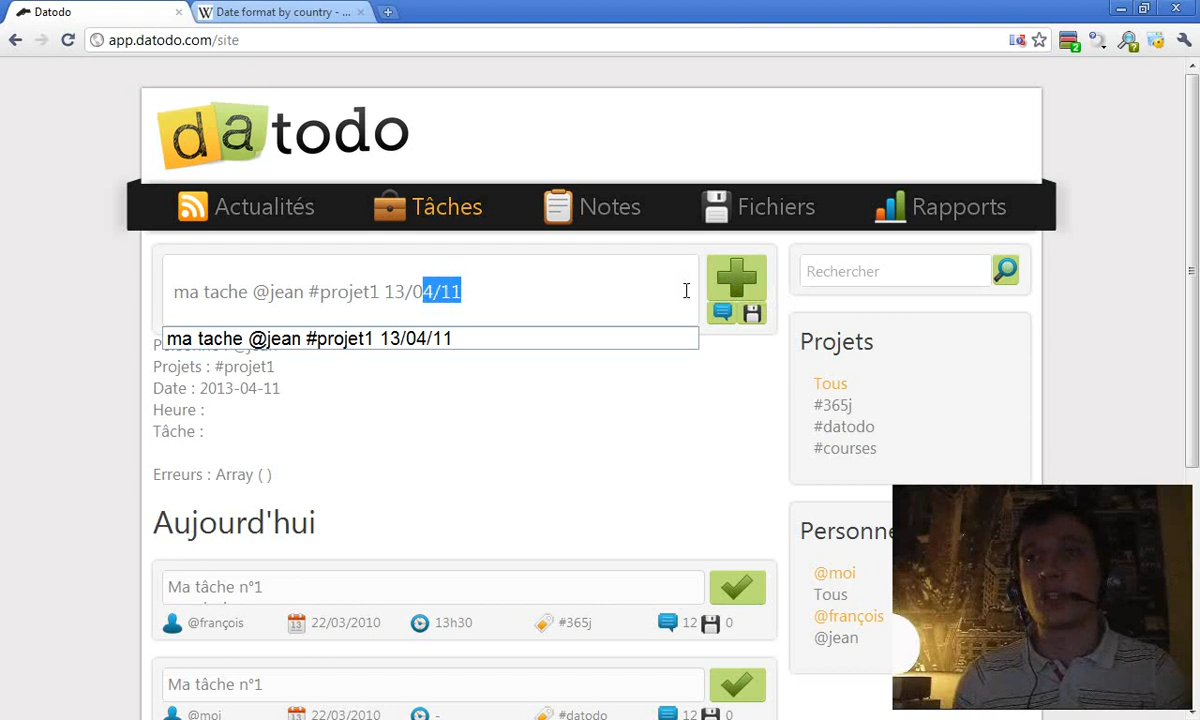 Datodo
Date format by country - ...
app.datodo.com/site
2
datodo
Actualités
Tâches
Notes
Fichiers
Rapports
ma tache @jean #projet1 13/04/11
ma tache @jean #projet1 13/04/11
Projets : #projet1
Date : 2013-04-11
Heure :
Tâche :
Erreurs : Array ( )
Aujourd'hui
Ma tâche n°1
@françois
13
22/03/2010
13h30
#365j
12
0
Ma tâche n°1
@moi
22/03/2010
-
#datodo
12
0
Rechercher
Projets
Tous
#365j
#datodo
#courses
Personne
@moi
Tous
@françois
@jean